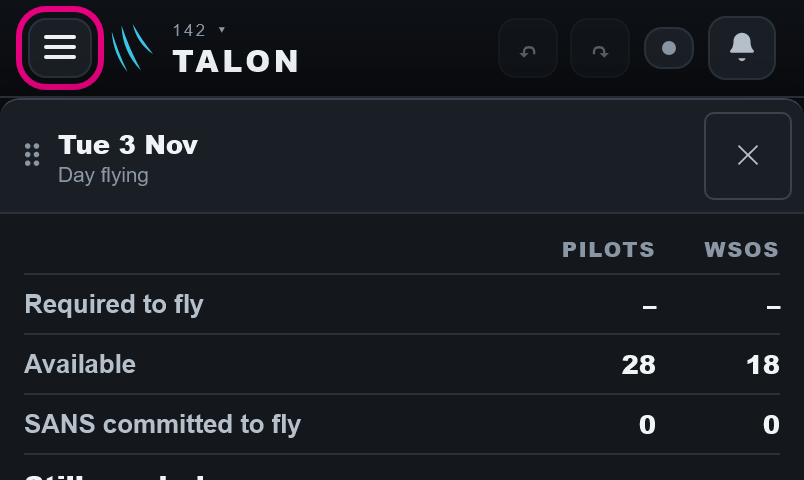 142 ▾
TALON
Tue 3 Nov
Day flying
PILOTS WSOS
Required to fly – –
Available 28 18
SANS committed to fly 0 0